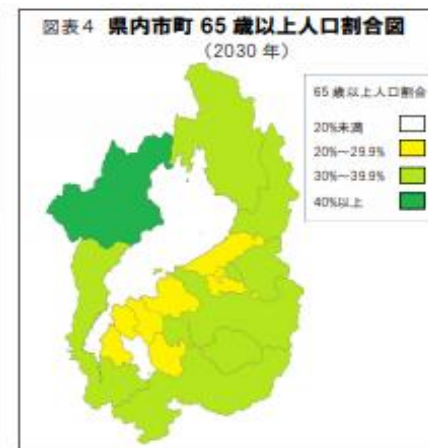 図表4 県内市町 65 歳以上人口割合図
(2030 年)
65 歳以上人口割合
20%未満
20%~29.9%
30%~39.9%
40%以上